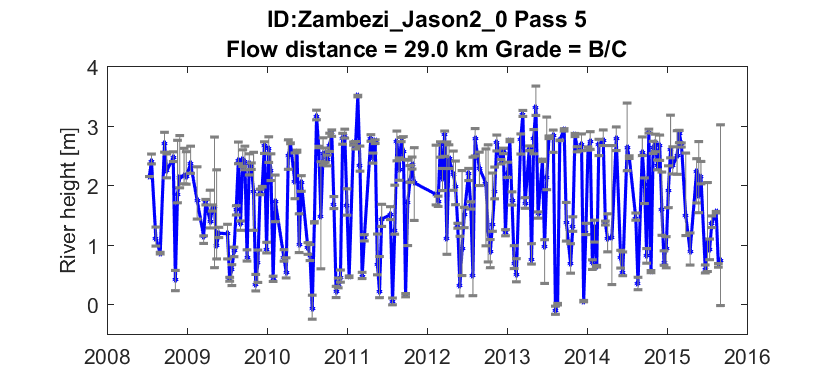 ID:Zambezi_Jason2_0 Pass 5
Flow distance = 29.0 km Grade = B/C
4
3
2
1
0
River height [m]
2008 2009 2010 2011 2012 2013 2014 2015 2016